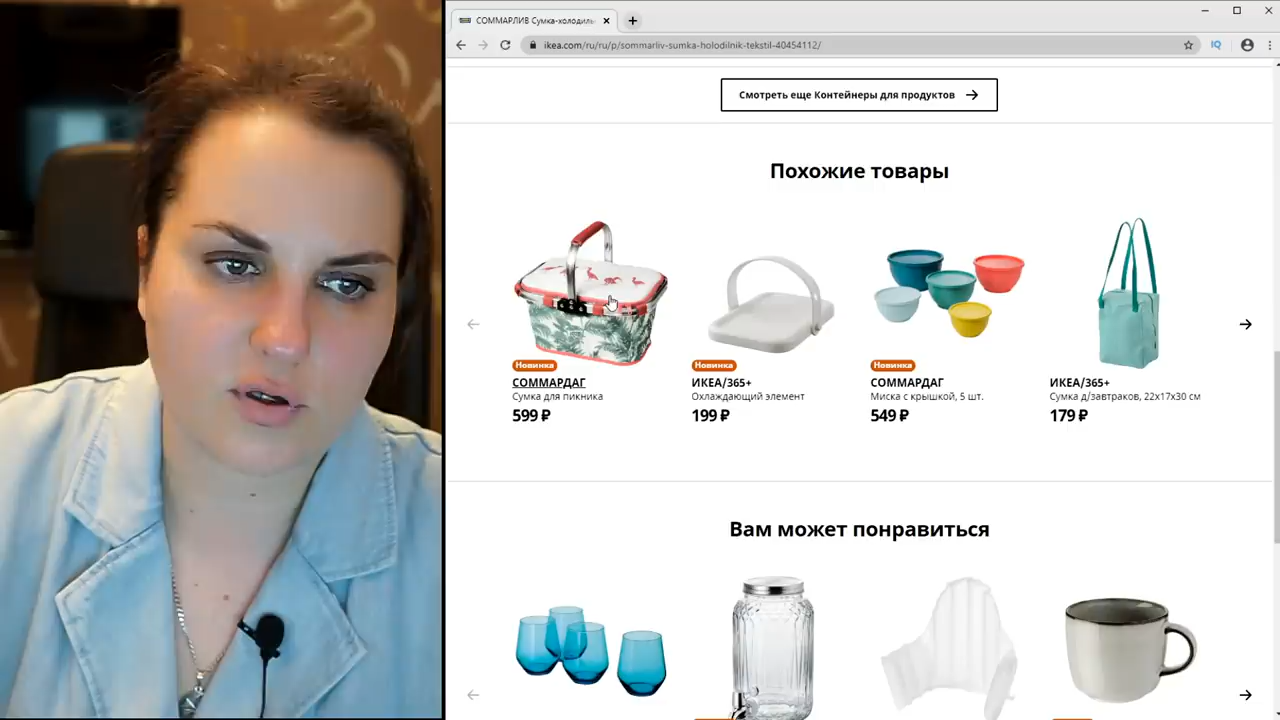 СОММАРЛИВ Сумка-холодиль
ikea.com/ru/ru/p/sommarliv-sumka-holodilnik-tekstil-40454112/
IQ
Смотреть еще Контейнеры для продуктов
Похожие товары
Новинка
СОММАРДАГ
Сумка для пикника
599 ₽
Новинка
ИКЕА/365+
Охлаждающий элемент
199 ₽
Новинка
СОММАРДАГ
Миска с крышкой, 5 шт.
549 ₽
ИКЕА/365+
Сумка д/завтраков, 22x17x30 см
179 ₽
Вам может понравиться